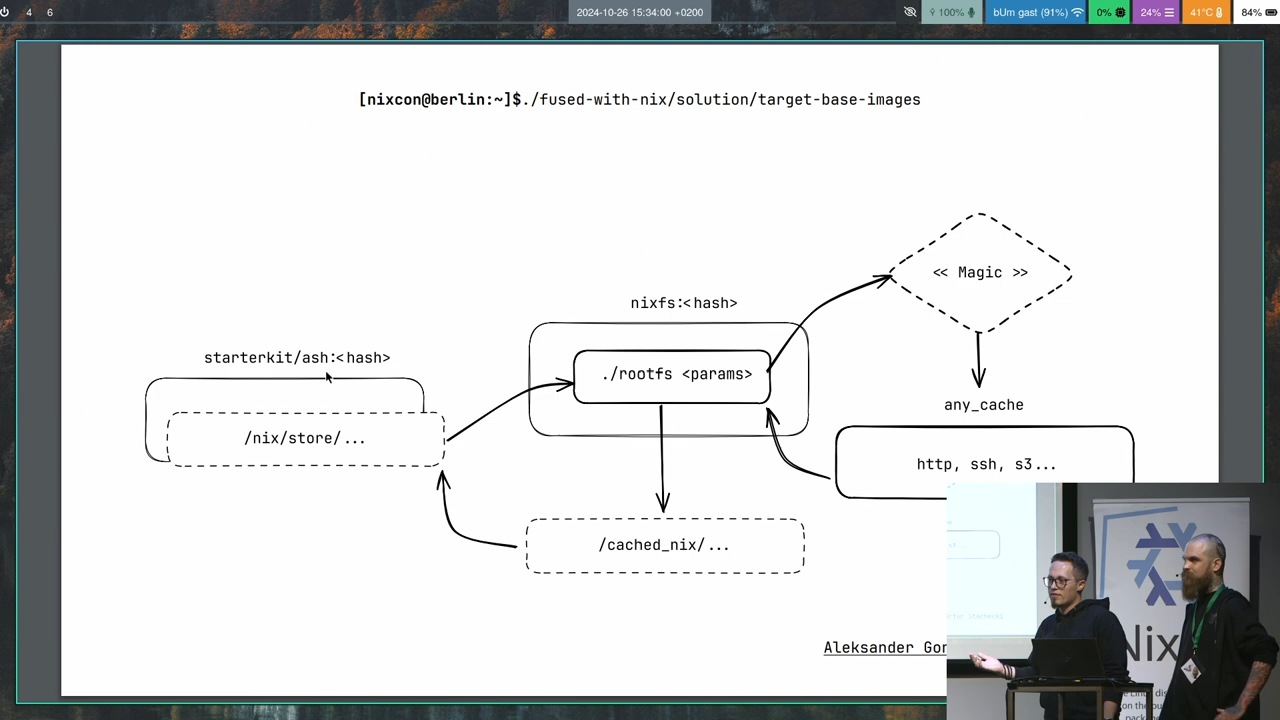 4 6 2024-10-26 15:34:00 +0200 100% bUm gast (91%) 0% 24% 41°C 84%
[nixcon@berlin:~]$./fused-with-nix/solution/target-base-images
<< Magic >>
nixfs:<hash>
starterkit/ash:<hash>
./rootfs <params>
any_cache
/nix/store/...
http, ssh, s3...
/cached_nix/...
Aleksander
Nix